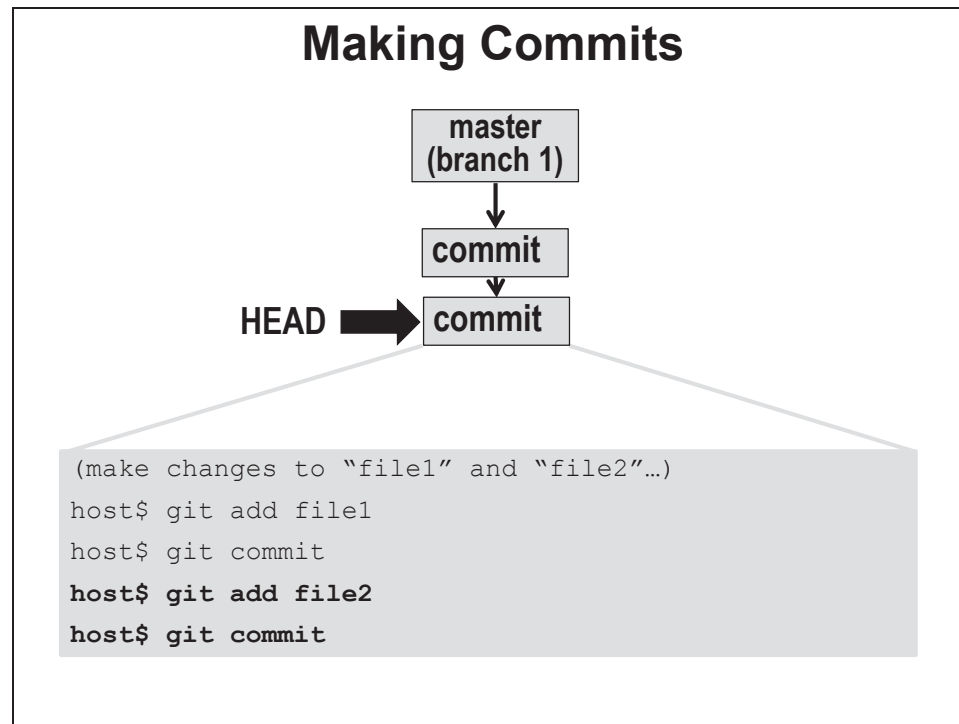 Making Commits
master
(branch 1)
commit
HEAD commit
(make changes to “file1” and “file2”…)
host$ git add file1
host$ git commit
host$ git add file2
host$ git commit